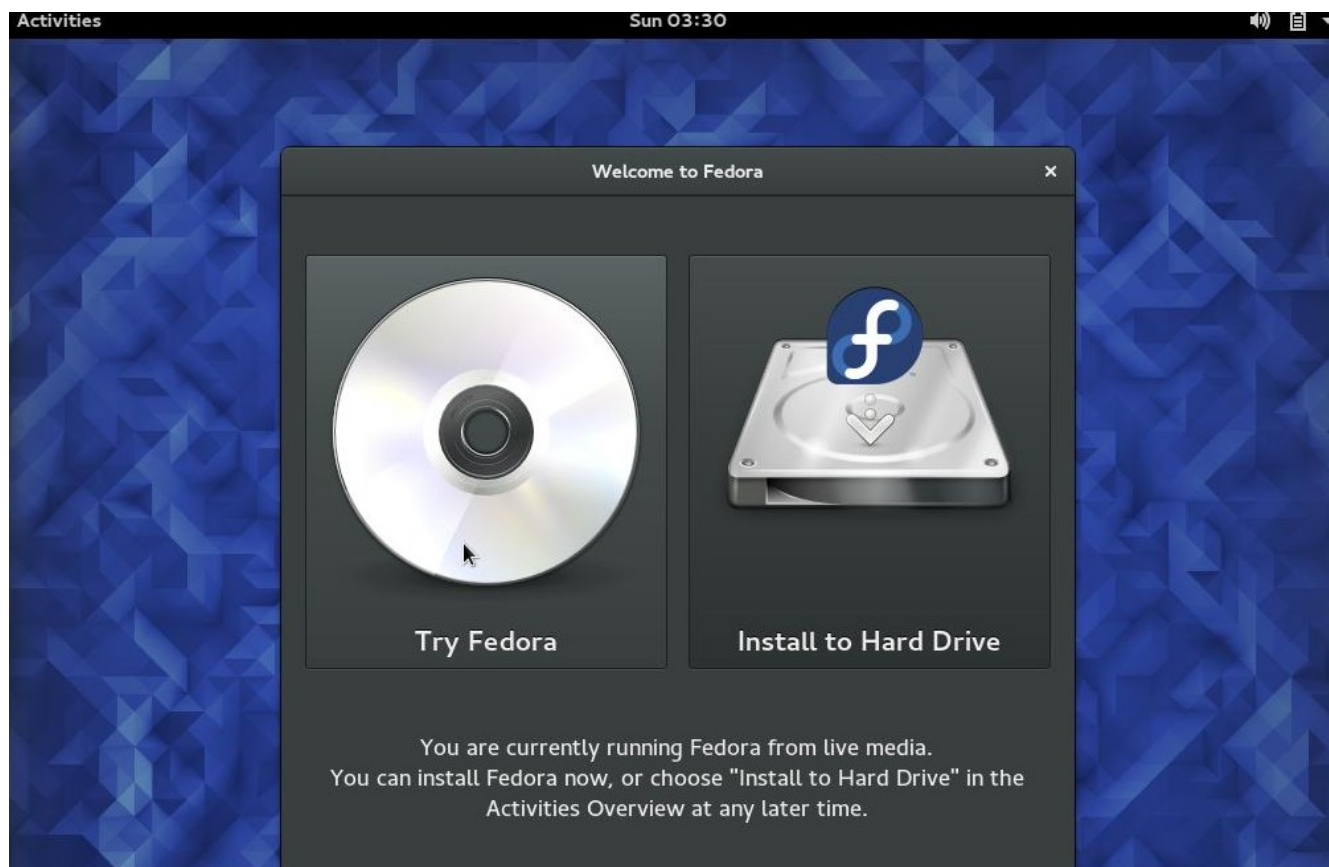 Activities
Sun 03:30
Welcome to Fedora
Try Fedora
Install to Hard Drive
You are currently running Fedora from live media.
You can install Fedora now, or choose "Install to Hard Drive" in the
Activities Overview at any later time.